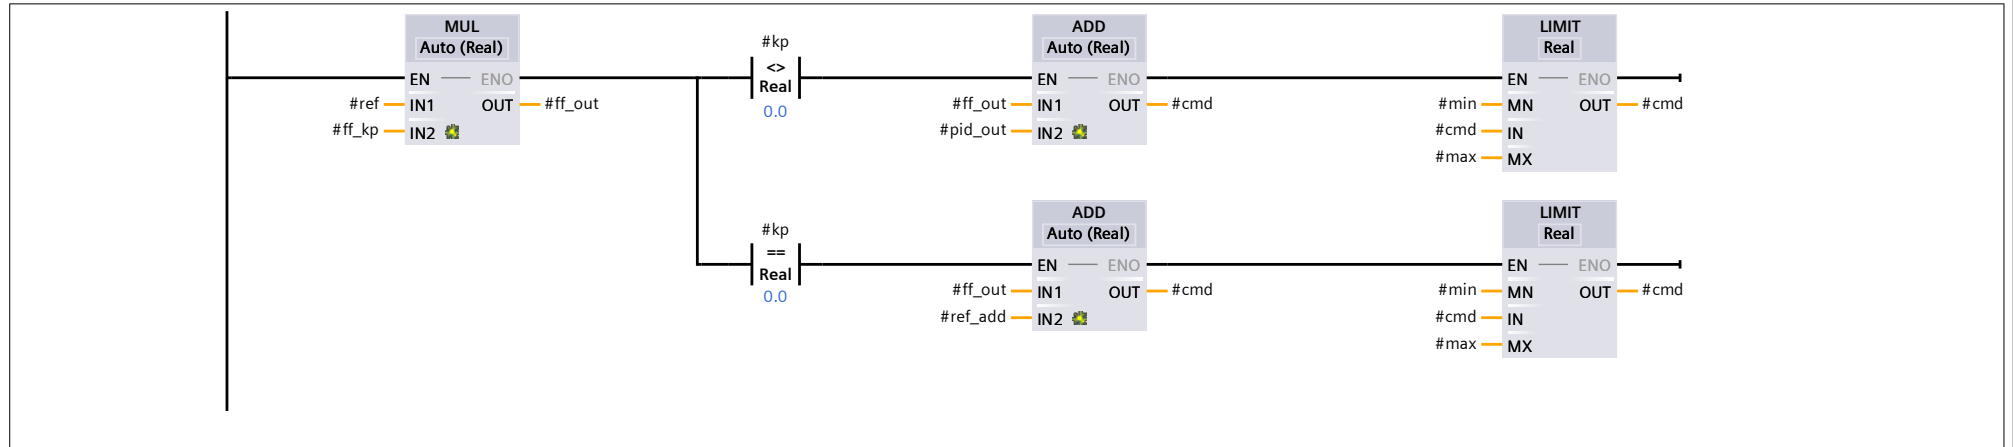 MUL
Auto (Real)
EN ENO
#ref IN1 OUT #ff_out
#ff_kp IN2
#kp
<>
Real
0.0
ADD
Auto (Real)
EN ENO
#ff_out IN1 OUT #cmd
#pid_out IN2
LIMIT
Real
EN ENO
#min MN OUT #cmd
#cmd IN
#max MX
#kp
==
Real
0.0
ADD
Auto (Real)
EN ENO
#ff_out IN1 OUT #cmd
#ref_add IN2
LIMIT
Real
EN ENO
#min MN OUT #cmd
#cmd IN
#max MX